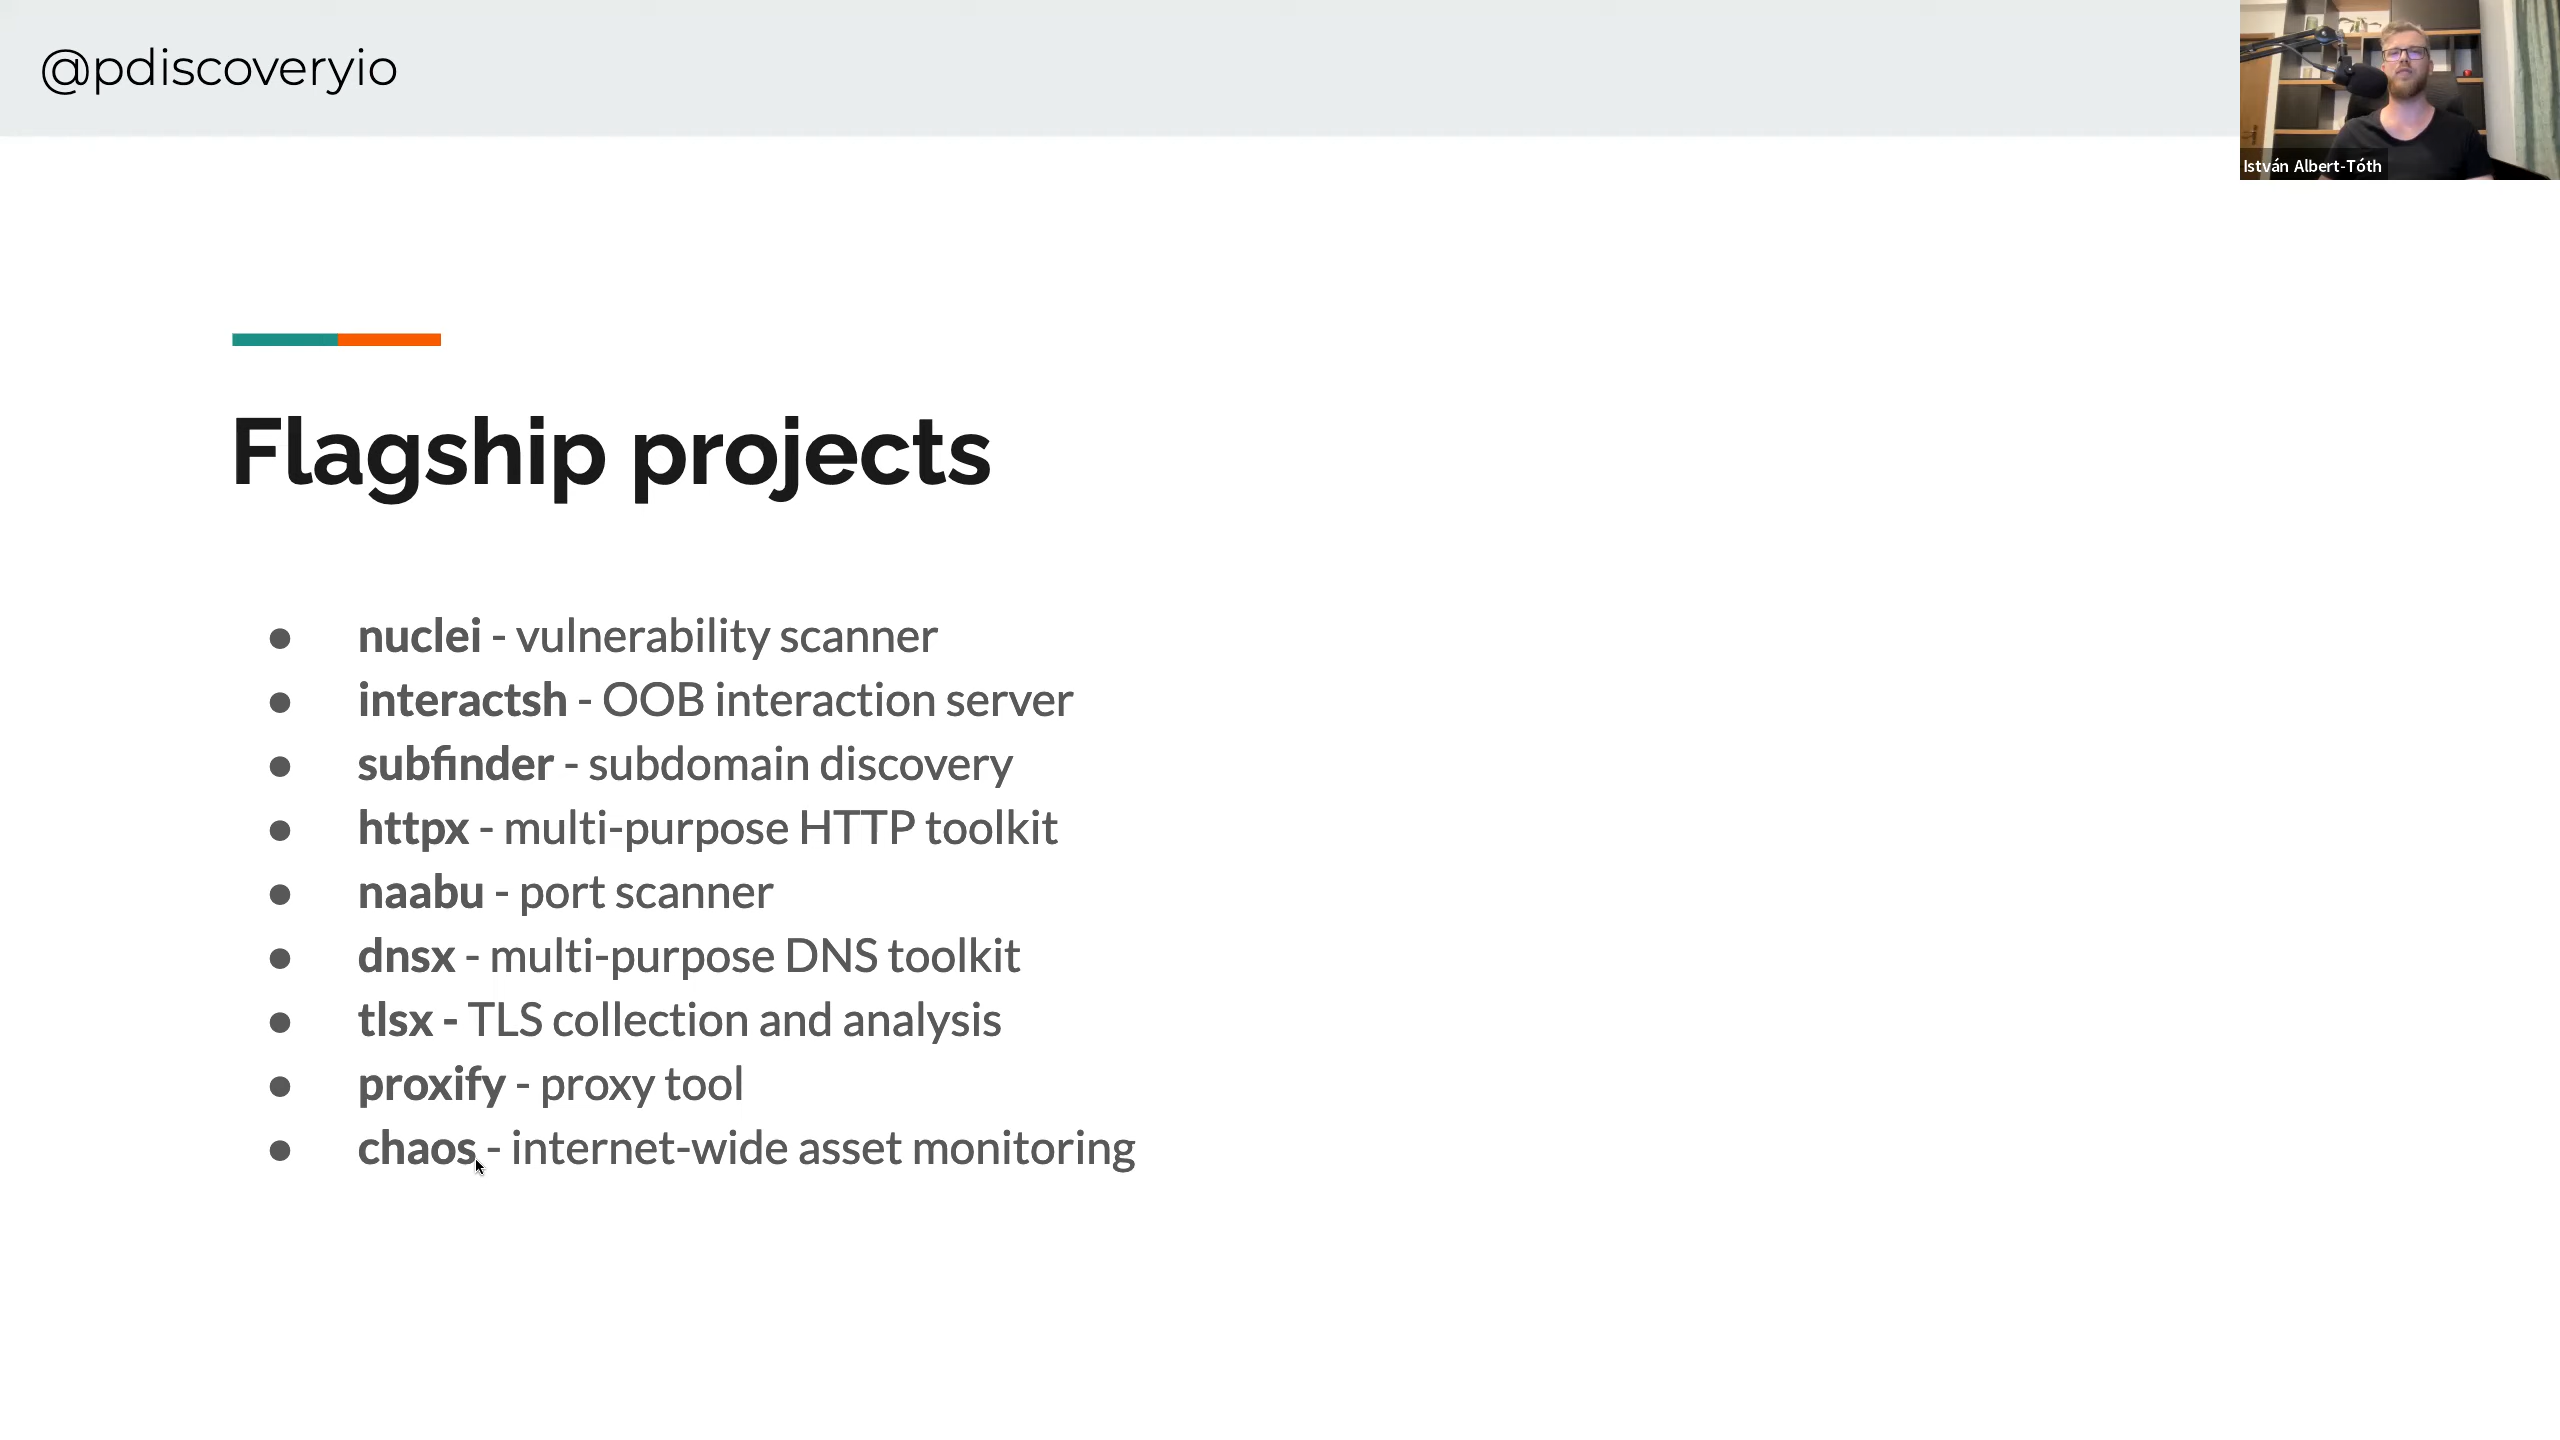 @pdiscoveryio
István Albert-Tóth
Flagship projects
● nuclei - vulnerability scanner
● interactsh - OOB interaction server
● subfinder - subdomain discovery
● httpx - multi-purpose HTTP toolkit
● naabu - port scanner
● dnsx - multi-purpose DNS toolkit
● tlsx - TLS collection and analysis
● proxify - proxy tool
● chaos - internet-wide asset monitoring